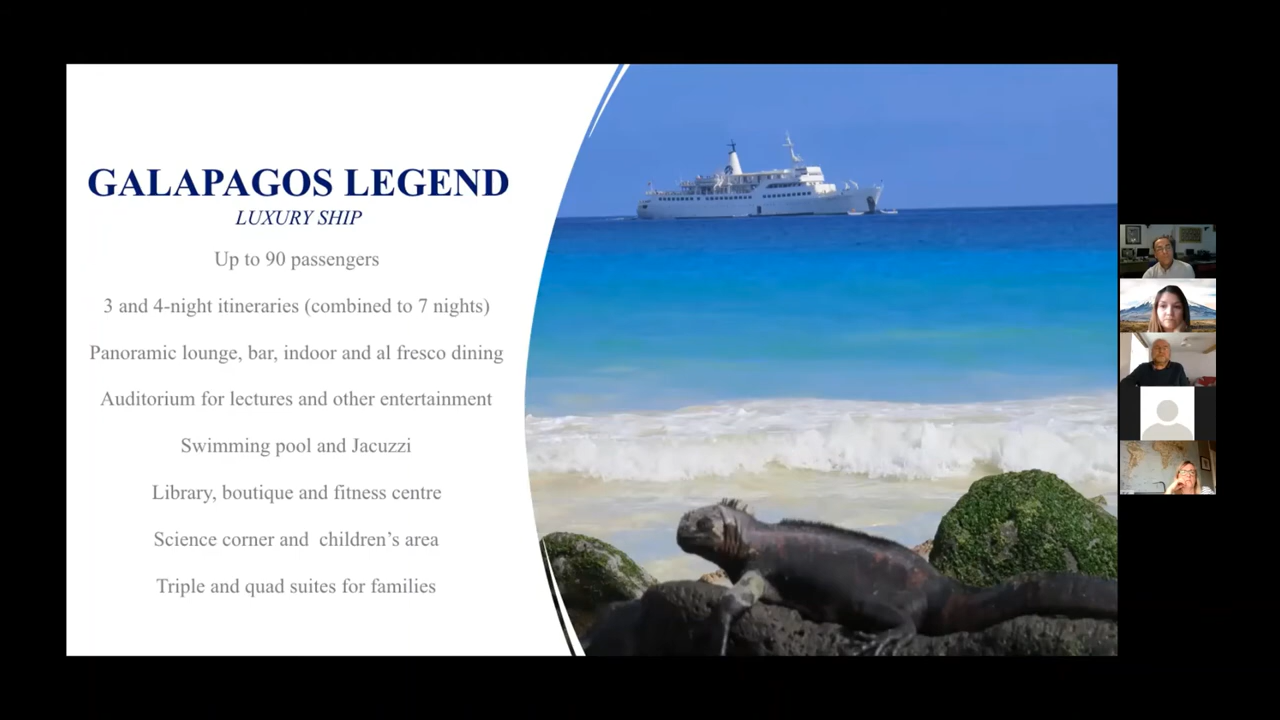 GALAPAGOS LEGEND
LUXURY SHIP
Up to 90 passengers
3 and 4-night itineraries (combined to 7 nights)
Panoramic lounge, bar, indoor and al fresco dining
Auditorium for lectures and other entertainment
Swimming pool and Jacuzzi
Library, boutique and fitness centre
Science corner and  children’s area
Triple and quad suites for families